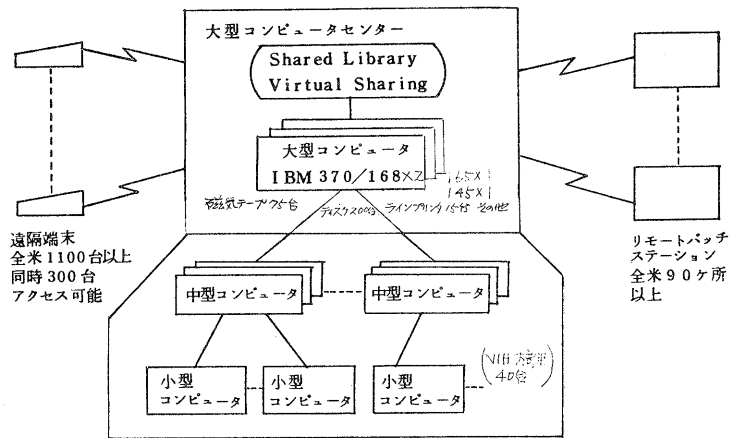 大型コンピュータセンター
Shared Library
Virtual Sharing
大型コンピュータ
IBM 370/168×2
165×1
145×1
磁気テープ75台
ラインプリンタ15台 その他
遠隔端末
全米1100台以上
同時300台
アクセス可能
リモートバッチ
ステーション
全米90ヶ所
以上
中型コンピュータ
中型コンピュータ
小型
コンピュータ
小型
コンピュータ
小型
コンピュータ
40台